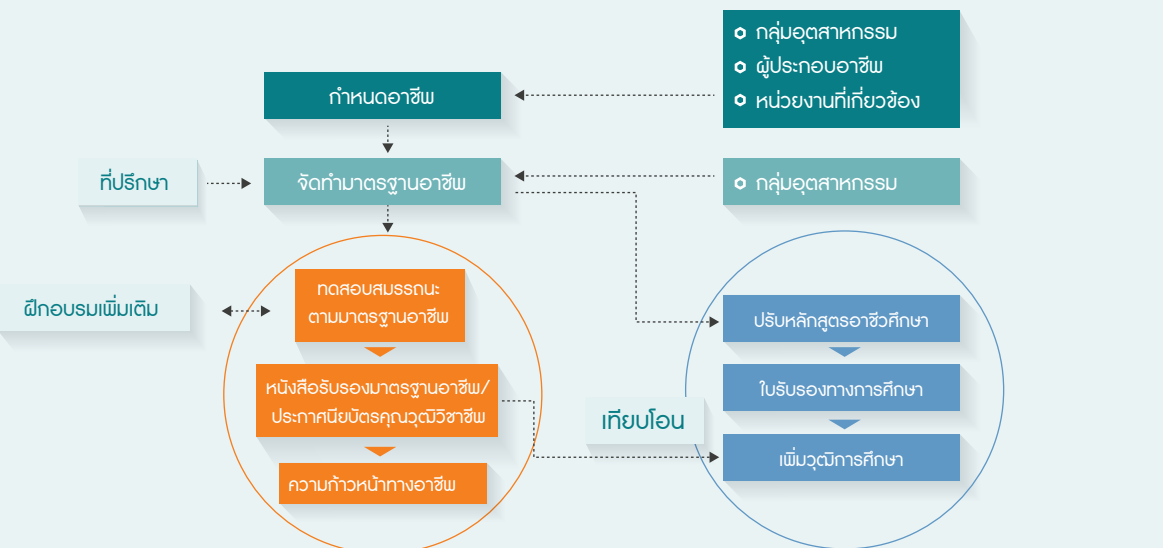 กลุ่มอุตสาหกรรม
ผู้ประกอบอาชีพ
หน่วยงานที่เกี่ยวข้อง
กำหนดอาชีพ
ที่ปรึกษา
จัดทำมาตรฐานอาชีพ
กลุ่มอุตสาหกรรม
ฝึกอบรมเพิ่มเติม
ทดสอบสมรรถนะ
ตามมาตรฐานอาชีพ
หนังสือรับรองมาตรฐานอาชีพ/
ประกาศนียบัตรคุณวุฒิวิชาชีพ
ความก้าวหน้าทางอาชีพ
เทียบโอน
ปรับหลักสูตรอาชีวศึกษา
ใบรับรองทางการศึกษา
เพิ่มวุฒิการศึกษา